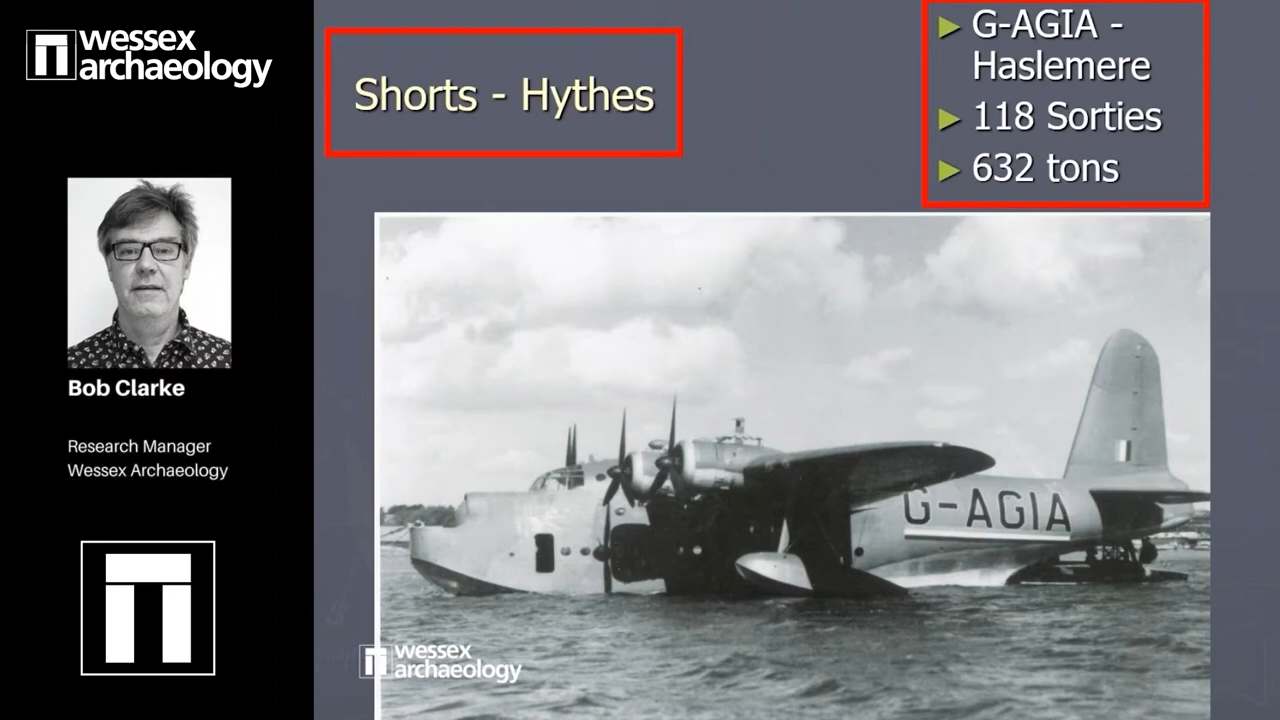 wessex
archaeology
Bob Clarke
Research Manager
Wessex Archaeology
Shorts - Hythes
► G-AGIA -
Haslemere
► 118 Sorties
► 632 tons
G-AGIA
wessex
archaeology